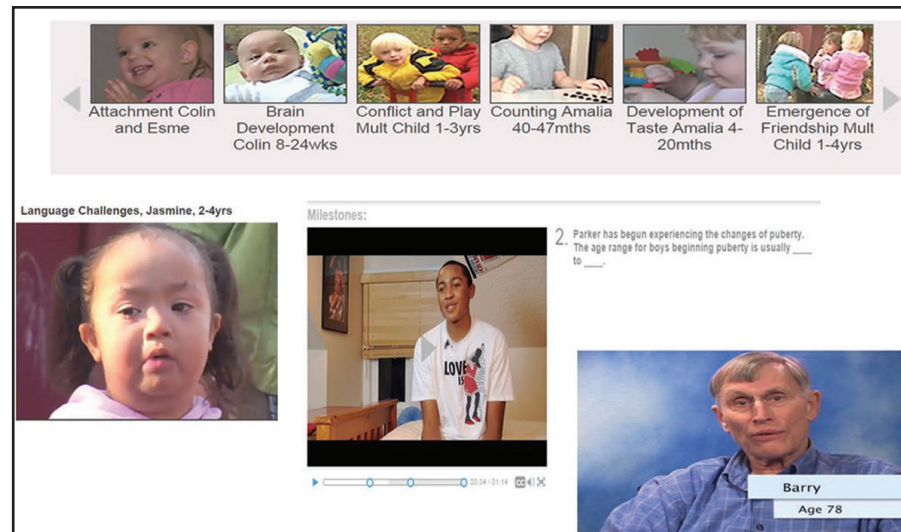 Attachment Colin
and Esme
Brain
Development
Colin 8-24wks
Conflict and Play
Mult Child 1-3yrs
Counting Amalia
40-47mths
Development of
Taste Amalia 4-
20mths
Emergence of
Friendship Mult
Child 1-4yrs
Language Challenges, Jasmine, 2-4yrs
Milestones:
LOVE
IS
00:34 / 01:14
CC
2. Parker has begun experiencing the changes of puberty.
The age range for boys beginning puberty is usually ____
to ____.
Barry
Age 78